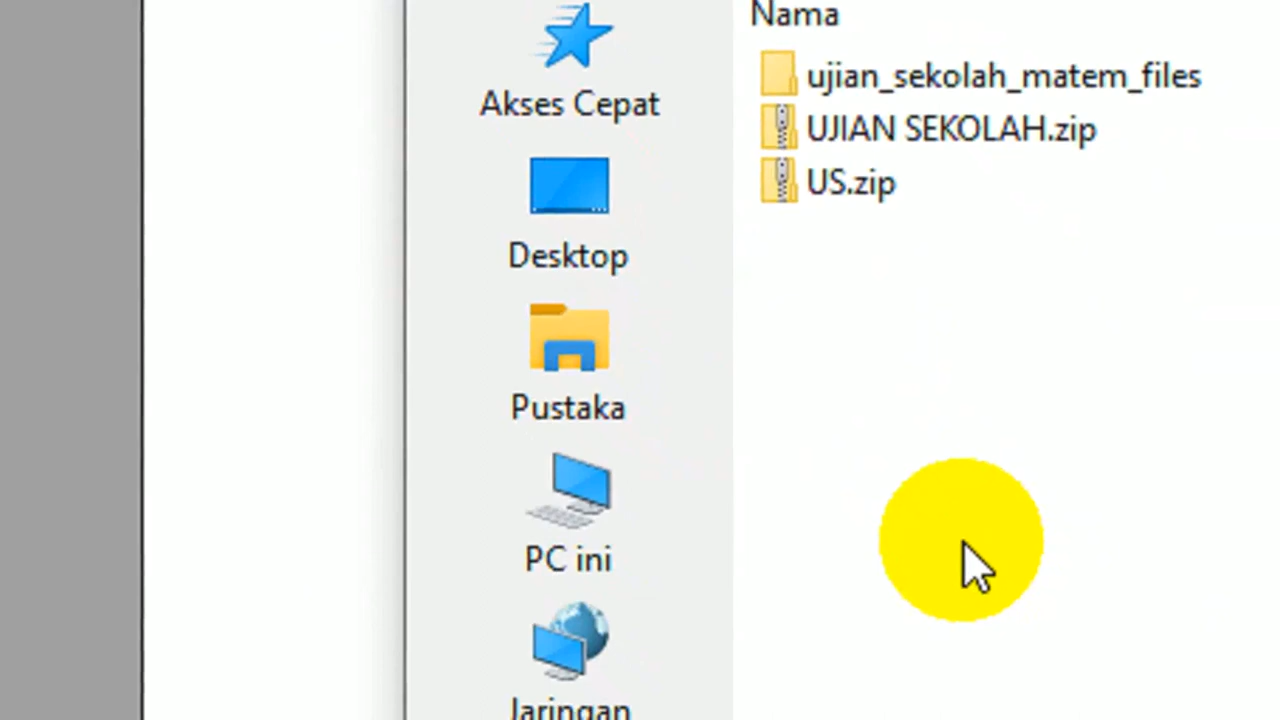 Nama
ujian_sekolah_matem_files
UJIAN SEKOLAH.zip
US.zip
Akses Cepat
Desktop
Pustaka
PC ini
Jaringan